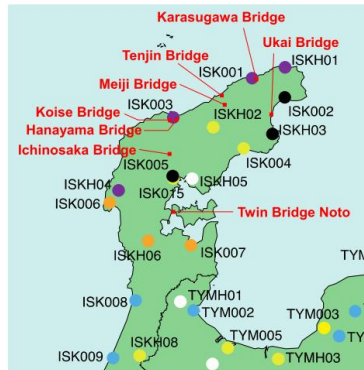 Karasugawa Bridge
Tenjin Bridge
Ukai Bridge
ISK001
ISKH01
Meiji Bridge
ISK003
ISKH02
ISK002
Koise Bridge
Hanayama Bridge
ISKH03
Ichinosaka Bridge
ISK004
ISK005
ISKH04
ISK015
ISKH05
ISK006
Twin Bridge Noto
ISKH06
ISK007
TYM
ISK008
TYMH01
TYM002
TYM003
TY
TYM005
ISK009
ISKH08
TYMH03